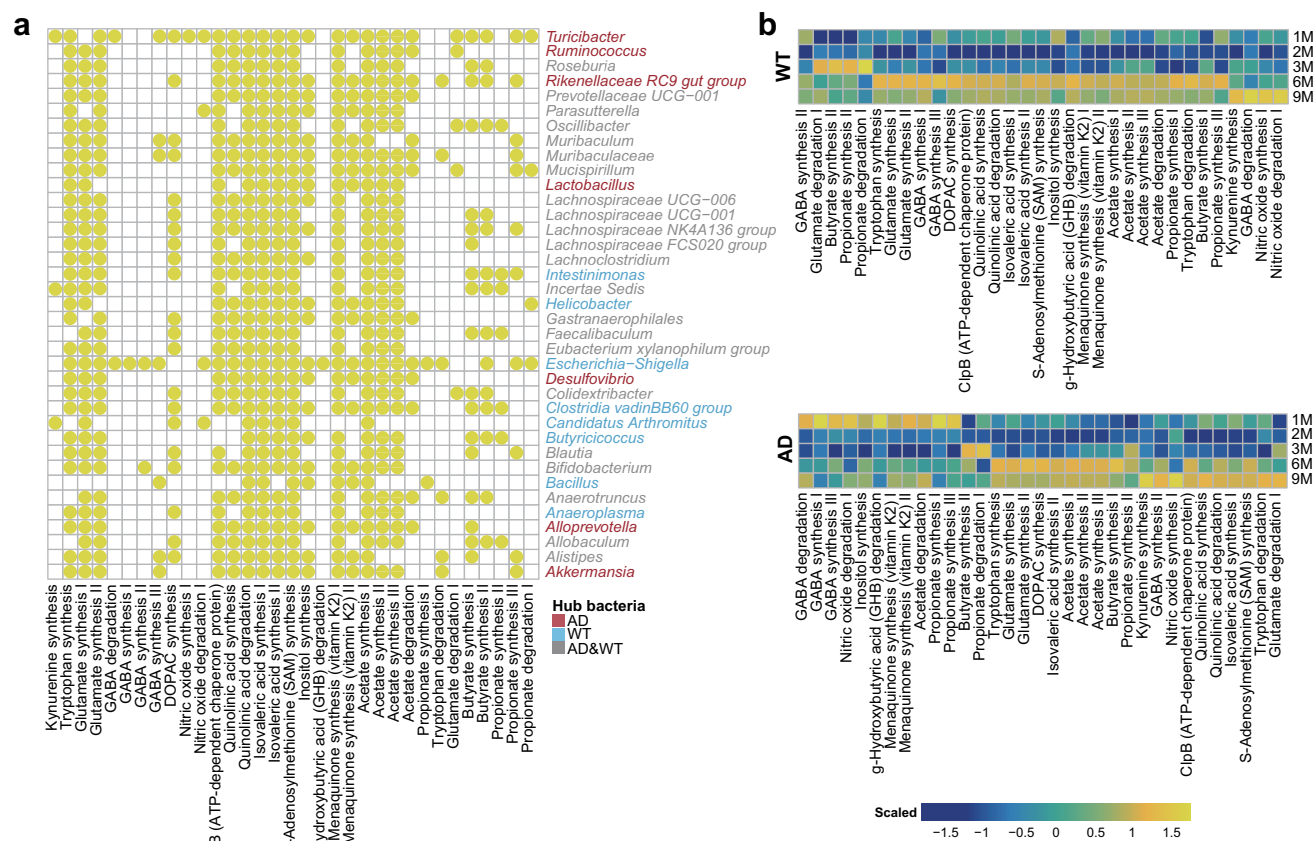 a
Turicibacter
Ruminococcus
Roseburia
Rikenellaceae RC9 gut group
Prevotellaceae UCG−001
Parasutterella
Oscillibacter
Muribaculum
Muribaculaceae
Mucispirillum
Lactobacillus
Lachnospiraceae UCG−006
Lachnospiraceae UCG−001
Lachnospiraceae NK4A136 group
Lachnospiraceae FCS020 group
Lachnoclostridium
Intestinimonas
Incertae Sedis
Helicobacter
Gastranaerophilales
Faecalibaculum
Eubacterium xylanophilum group
Escherichia−Shigella
Desulfovibrio
Colidextribacter
Clostridia vadinBB60 group
Candidatus Arthromitus
Butyricicoccus
Blautia
Bifidobacterium
Bacillus
Anaerotruncus
Anaeroplasma
Alloprevotella
Allobaculum
Alistipes
Akkermansia
Kynurenine synthesis
Tryptophan synthesis
Glutamate synthesis I
Glutamate synthesis II
GABA degradation
GABA synthesis I
GABA synthesis II
GABA synthesis III
DOPAC synthesis
Nitric oxide synthesis
Nitric oxide degradation I
B (ATP-dependent chaperone protein)
Quinolinic acid synthesis
Quinolinic acid degradation
Isovaleric acid synthesis I
Isovaleric acid synthesis II
-Adenosylmethionine (SAM) synthesis
Inositol synthesis
ydroxybutyric acid (GHB) degradation
Menaquinone synthesis (vitamin K2) I
Menaquinone synthesis (vitamin K2) II
Acetate synthesis I
Acetate synthesis II
Acetate synthesis III
Acetate degradation
Propionate synthesis I
Tryptophan degradation
Glutamate degradation I
Butyrate synthesis I
Butyrate synthesis II
Propionate synthesis II
Propionate synthesis III
Propionate degradation I
Hub bacteria
AD
WT
AD&WT
b
WT
1M
2M
3M
6M
9M
GABA synthesis II
Glutamate degradation I
Butyrate synthesis II
Propionate synthesis II
Propionate degradation I
Tryptophan synthesis
Glutamate synthesis I
Glutamate synthesis II
GABA synthesis I
GABA synthesis III
DOPAC synthesis
ClpB (ATP-dependent chaperone protein)
Quinolinic acid synthesis
Quinolinic acid degradation
Isovaleric acid synthesis I
Isovaleric acid synthesis II
S-Adenosylmethionine (SAM) synthesis
Inositol synthesis
g-Hydroxybutyric acid (GHB) degradation
Menaquinone synthesis (vitamin K2) I
Menaquinone synthesis (vitamin K2) II
Acetate synthesis I
Acetate synthesis II
Acetate synthesis III
Acetate degradation
Propionate synthesis I
Tryptophan degradation
Butyrate synthesis I
Propionate synthesis III
Kynurenine synthesis
GABA degradation
Nitric oxide synthesis
Nitric oxide degradation I
AD
1M
2M
3M
6M
9M
GABA degradation
GABA synthesis I
GABA synthesis III
Nitric oxide degradation I
Inositol synthesis
g-Hydroxybutyric acid (GHB) degradation
Menaquinone synthesis (vitamin K2) I
Menaquinone synthesis (vitamin K2) II
Acetate degradation
Propionate synthesis I
Propionate synthesis III
Butyrate synthesis II
Propionate degradation I
Tryptophan synthesis
Glutamate synthesis I
Glutamate synthesis II
DOPAC synthesis
Isovaleric acid synthesis II
Acetate synthesis I
Acetate synthesis II
Acetate synthesis III
Butyrate synthesis I
Propionate synthesis II
Kynurenine synthesis
GABA synthesis II
Nitric oxide synthesis
ClpB (ATP-dependent chaperone protein)
Quinolinic acid synthesis
Quinolinic acid degradation
Isovaleric acid synthesis I
S-Adenosylmethionine (SAM) synthesis
Tryptophan degradation
Glutamate degradation I
Scaled
−1.5 −1 −0.5 0 0.5 1 1.5